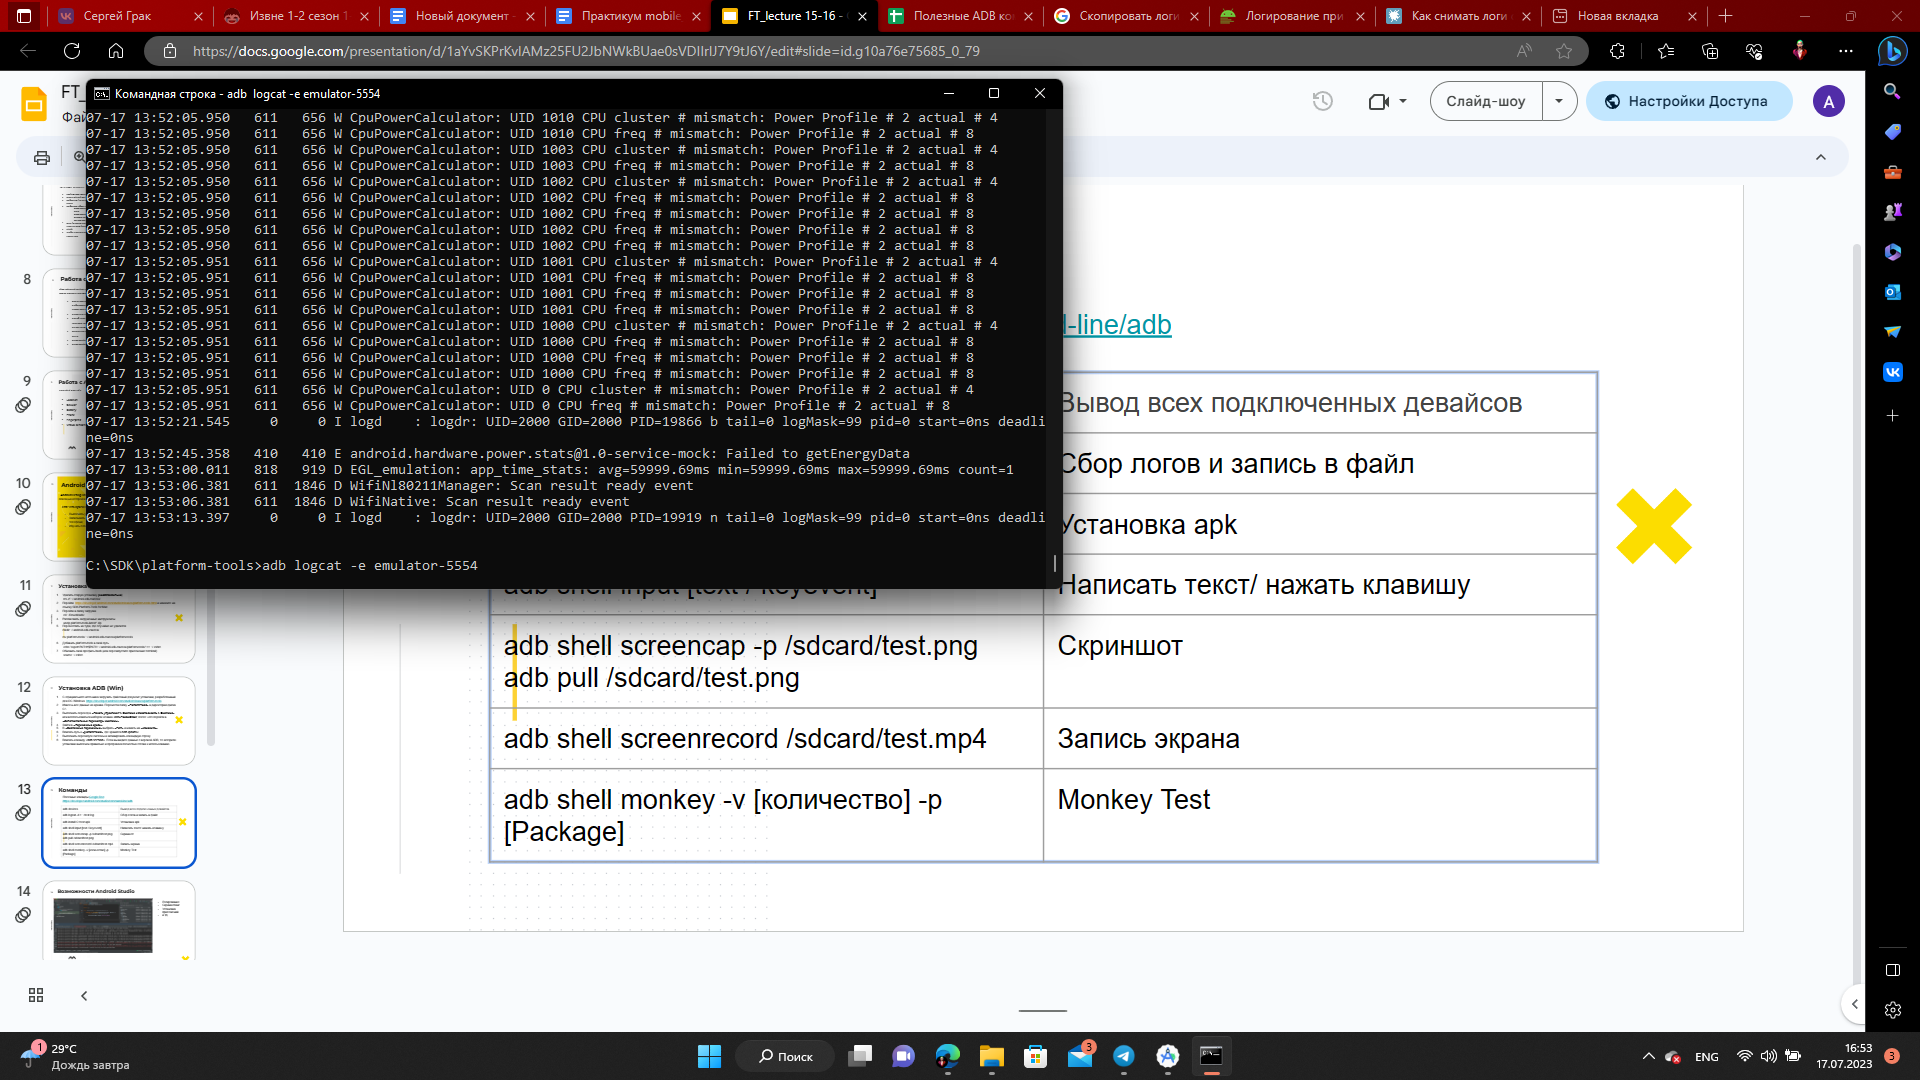 Сергей Грак
Извне 1-2 сезон 1
Новый документ -
Практикум mobile
FT_lecture 15-16 -
Полезные ADB ко
Скопировать логи
Логирование при
Как снимать логи
Новая вкладка
Командная строка - adb  logcat -e emulator-5554
07-17 13:52:05.950   611   656 W CpuPowerCalculator: UID 1010 CPU cluster # mismatch: Power Profile # 2 actual # 4
07-17 13:52:05.950   611   656 W CpuPowerCalculator: UID 1010 CPU freq # mismatch: Power Profile # 2 actual # 8
07-17 13:52:05.950   611   656 W CpuPowerCalculator: UID 1003 CPU cluster # mismatch: Power Profile # 2 actual # 4
07-17 13:52:05.950   611   656 W CpuPowerCalculator: UID 1003 CPU freq # mismatch: Power Profile # 2 actual # 8
07-17 13:52:05.950   611   656 W CpuPowerCalculator: UID 1002 CPU cluster # mismatch: Power Profile # 2 actual # 4
07-17 13:52:05.950   611   656 W CpuPowerCalculator: UID 1002 CPU freq # mismatch: Power Profile # 2 actual # 8
07-17 13:52:05.950   611   656 W CpuPowerCalculator: UID 1002 CPU freq # mismatch: Power Profile # 2 actual # 8
07-17 13:52:05.950   611   656 W CpuPowerCalculator: UID 1002 CPU freq # mismatch: Power Profile # 2 actual # 8
07-17 13:52:05.950   611   656 W CpuPowerCalculator: UID 1002 CPU freq # mismatch: Power Profile # 2 actual # 8
07-17 13:52:05.951   611   656 W CpuPowerCalculator: UID 1001 CPU cluster # mismatch: Power Profile # 2 actual # 4
07-17 13:52:05.951   611   656 W CpuPowerCalculator: UID 1001 CPU freq # mismatch: Power Profile # 2 actual # 8
07-17 13:52:05.951   611   656 W CpuPowerCalculator: UID 1001 CPU freq # mismatch: Power Profile # 2 actual # 8
07-17 13:52:05.951   611   656 W CpuPowerCalculator: UID 1001 CPU freq # mismatch: Power Profile # 2 actual # 8
07-17 13:52:05.951   611   656 W CpuPowerCalculator: UID 1000 CPU cluster # mismatch: Power Profile # 2 actual # 4
07-17 13:52:05.951   611   656 W CpuPowerCalculator: UID 1000 CPU freq # mismatch: Power Profile # 2 actual # 8
07-17 13:52:05.951   611   656 W CpuPowerCalculator: UID 1000 CPU freq # mismatch: Power Profile # 2 actual # 8
07-17 13:52:05.951   611   656 W CpuPowerCalculator: UID 1000 CPU freq # mismatch: Power Profile # 2 actual # 8
07-17 13:52:05.951   611   656 W CpuPowerCalculator: UID 0 CPU cluster # mismatch: Power Profile # 2 actual # 4
07-17 13:52:05.951   611   656 W CpuPowerCalculator: UID 0 CPU freq # mismatch: Power Profile # 2 actual # 8
07-17 13:52:21.545     0     0 I logd    : logdr: UID=2000 GID=2000 PID=19866 b tail=0 logMask=99 pid=0 start=0ns deadli
ne=0ns
07-17 13:52:45.358   410   410 E android.hardware.power.stats@1.0-service-mock: Failed to getEnergyData
07-17 13:53:00.011   818   919 D EGL_emulation: app_time_stats: avg=59999.69ms min=59999.69ms max=59999.69ms count=1
07-17 13:53:06.381   611  1846 D WifiNl80211Manager: Scan result ready event
07-17 13:53:06.381   611  1846 D WifiNative: Scan result ready event
07-17 13:53:13.397     0     0 I logd    : logdr: UID=2000 GID=2000 PID=19919 n tail=0 logMask=99 pid=0 start=0ns deadli
ne=0ns
C:\SDK\platform-tools>adb logcat -e emulator-5554
https://docs.google.com/presentation/d/1aYvSKPrKvlAMz25FU2JbNWkBUae0sVDIIrlJ7Y9tJ6Y/edit#slide=id.g10a76e75685_0_79
FT_
Фай
Слайд-шоу
Настройки Доступа
A
8
9
10
11
12
Установка ADB (Win)
13
Команды
14
Возможности Android Studio
d-line/adb
Вывод всех подключенных девайсов
Сбор логов и запись в файл
Установка apk
adb shell input [text / keyevent]
Написать текст/ нажать клавишу
adb shell screencap -p /sdcard/test.png
adb pull /sdcard/test.png
Скриншот
adb shell screenrecord /sdcard/test.mp4
Запись экрана
adb shell monkey -v [количество] -p
[Package]
Monkey Test
1
29°C
Дождь завтра
Поиск
3
ENG
16:53
17.07.2023
3